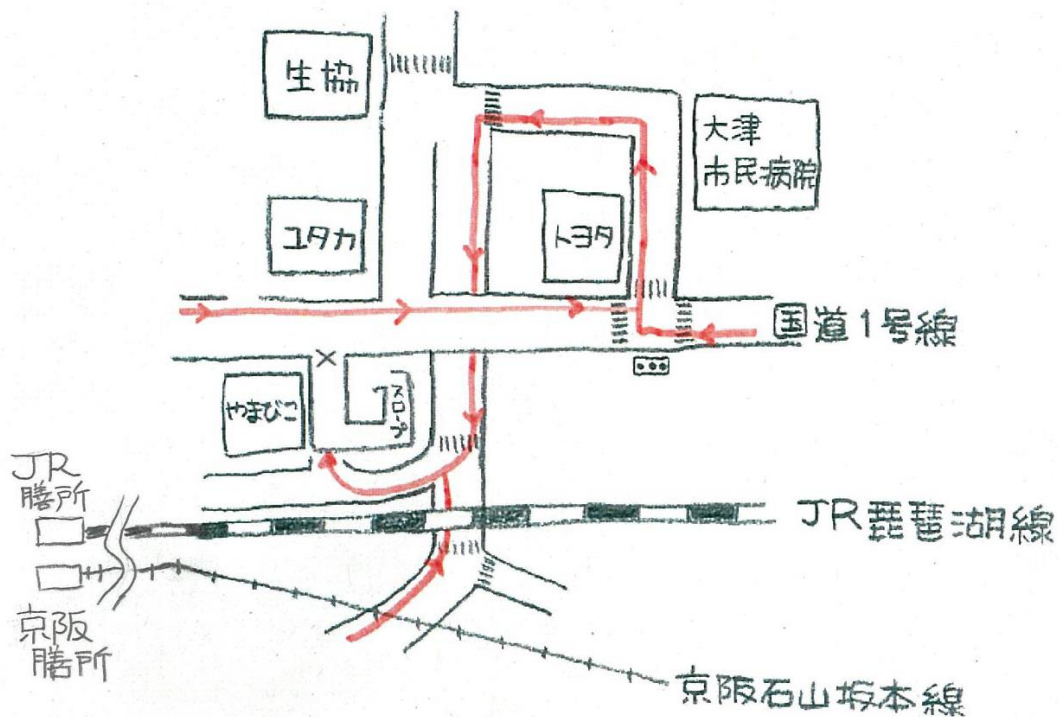 生協
大津
市民病院
ユタカ
トヨタ
国道1号線
やまびこ
スロープ
JR
膳所
JR琵琶湖線
京阪
膳所
京阪石山坂本線